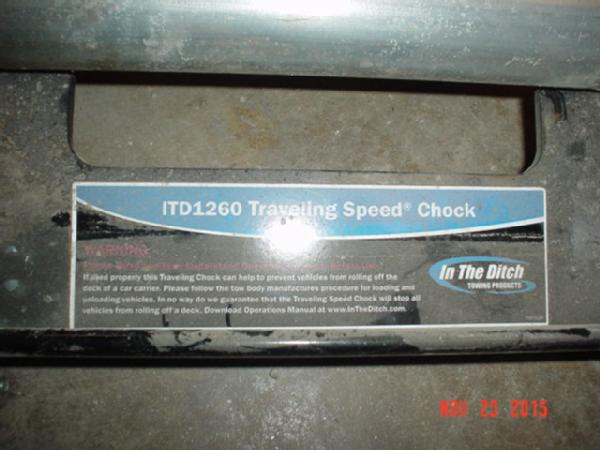 ITD1260 Traveling Speed® Chock
WARNING:
If used properly this Traveling Chock can help to prevent vehicles from rolling off the
deck of a car carrier. Please follow the tow body manufactures procedure for loading and
unloading vehicles. In no way do we guarantee that the Traveling Speed Chock will stop all
vehicles from rolling off a deck. Download Operations Manual at www.InTheDitch.com.
In The Ditch
TOWING PRODUCTS
NOV 23 2015